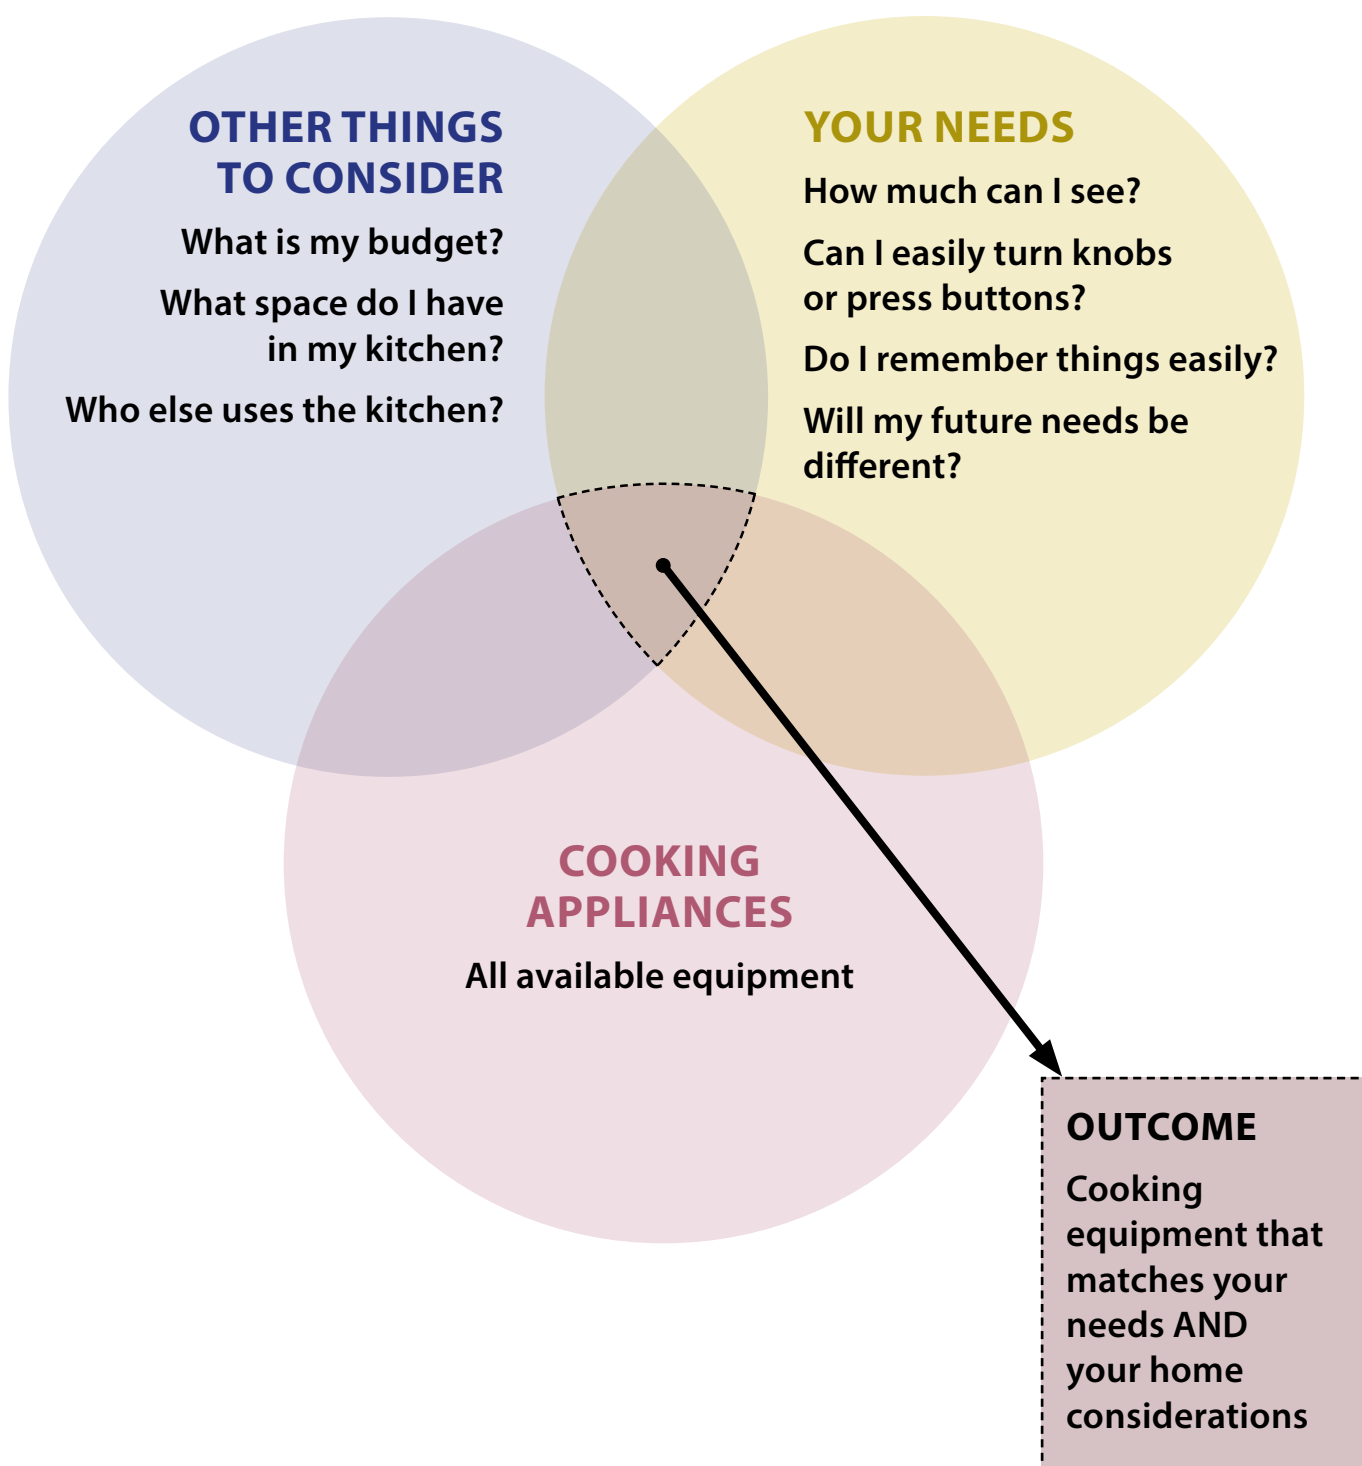 OTHER THINGS
TO CONSIDER
What is my budget?
What space do I have
in my kitchen?
Who else uses the kitchen?
YOUR NEEDS
How much can I see?
Can I easily turn knobs
or press buttons?
Do I remember things easily?
Will my future needs be
different?
COOKING
APPLIANCES
All available equipment
OUTCOME
Cooking
equipment that
matches your
needs AND
your home
considerations